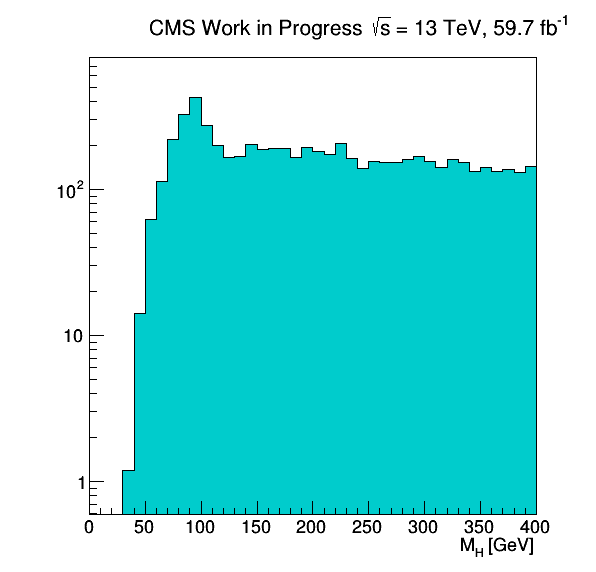 CMS Work in Progress √s = 13 TeV, 59.7 fb⁻¹
10²
10
1
0 50 100 150 200 250 300 350 400
M_H [GeV]